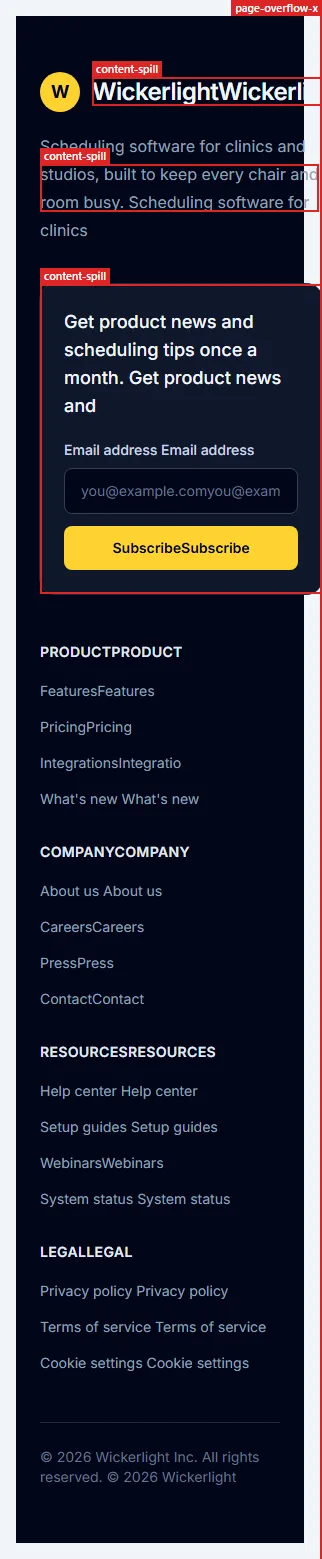 page-overflow-x
content-spill
W
WickerlightWickerli
Scheduling software for clinics and
content-spill
studios, built to keep every chair and
room busy. Scheduling software for
clinics
content-spill
Get product news and
scheduling tips once a
month. Get product news
and
Email address Email address
you@example.comyou@exam
SubscribeSubscribe
PRODUCTPRODUCT
FeaturesFeatures
PricingPricing
IntegrationsIntegratio
What's new What's new
COMPANYCOMPANY
About us About us
CareersCareers
PressPress
ContactContact
RESOURCESRESOURCES
Help center Help center
Setup guides Setup guides
WebinarsWebinars
System status System status
LEGALLEGAL
Privacy policy Privacy policy
Terms of service Terms of service
Cookie settings Cookie settings
© 2026 Wickerlight Inc. All rights
reserved. © 2026 Wickerlight